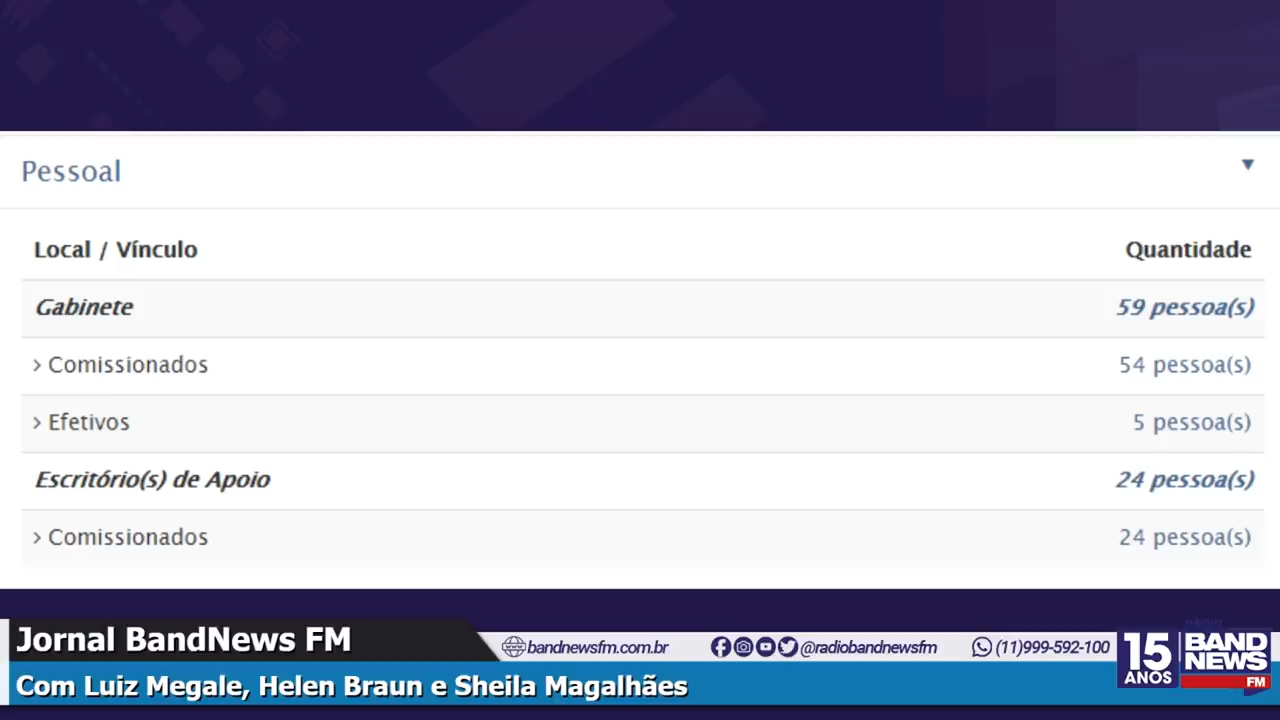 Pessoal
Local / Vínculo Quantidade
Gabinete 59 pessoa(s)
> Comissionados 54 pessoa(s)
> Efetivos 5 pessoa(s)
Escritório(s) de Apoio 24 pessoa(s)
> Comissionados 24 pessoa(s)
Jornal BandNews FM
bandnewsfm.com.br @radiobandnewsfm (11)999-592-100
Com Luiz Megale, Helen Braun e Sheila Magalhães
15 ANOS
BAND NEWS FM